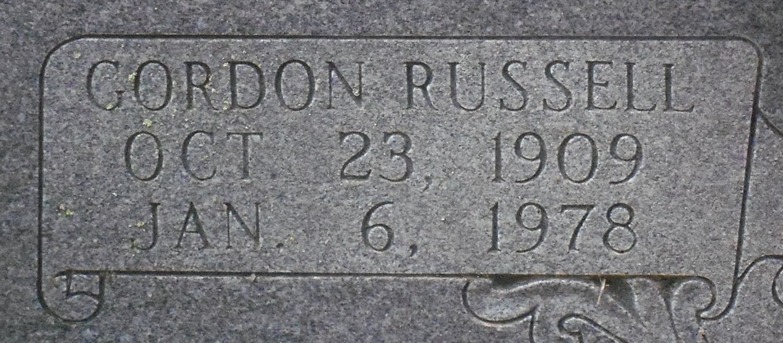 GORDON RUSSELL
OCT 23, 1909
JAN. 6, 1978